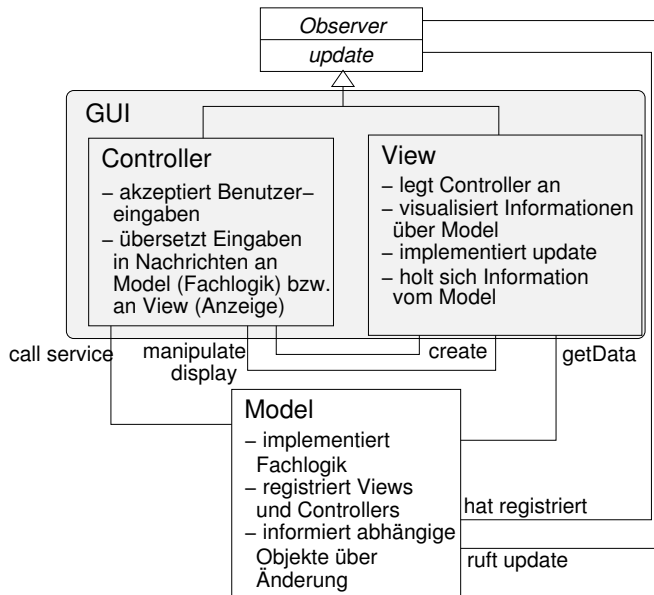 Observer
update
GUI
Controller
– akzeptiert Benutzer–
eingaben
– übersetzt Eingaben
in Nachrichten an
Model (Fachlogik) bzw.
an View (Anzeige)
View
– legt Controller an
– visualisiert Informationen
über Model
– implementiert update
– holt sich Information
vom Model
call service
manipulate
display
create
getData
Model
– implementiert
Fachlogik
– registriert Views
und Controllers
– informiert abhängige
Objekte über
Änderung
hat registriert
ruft update